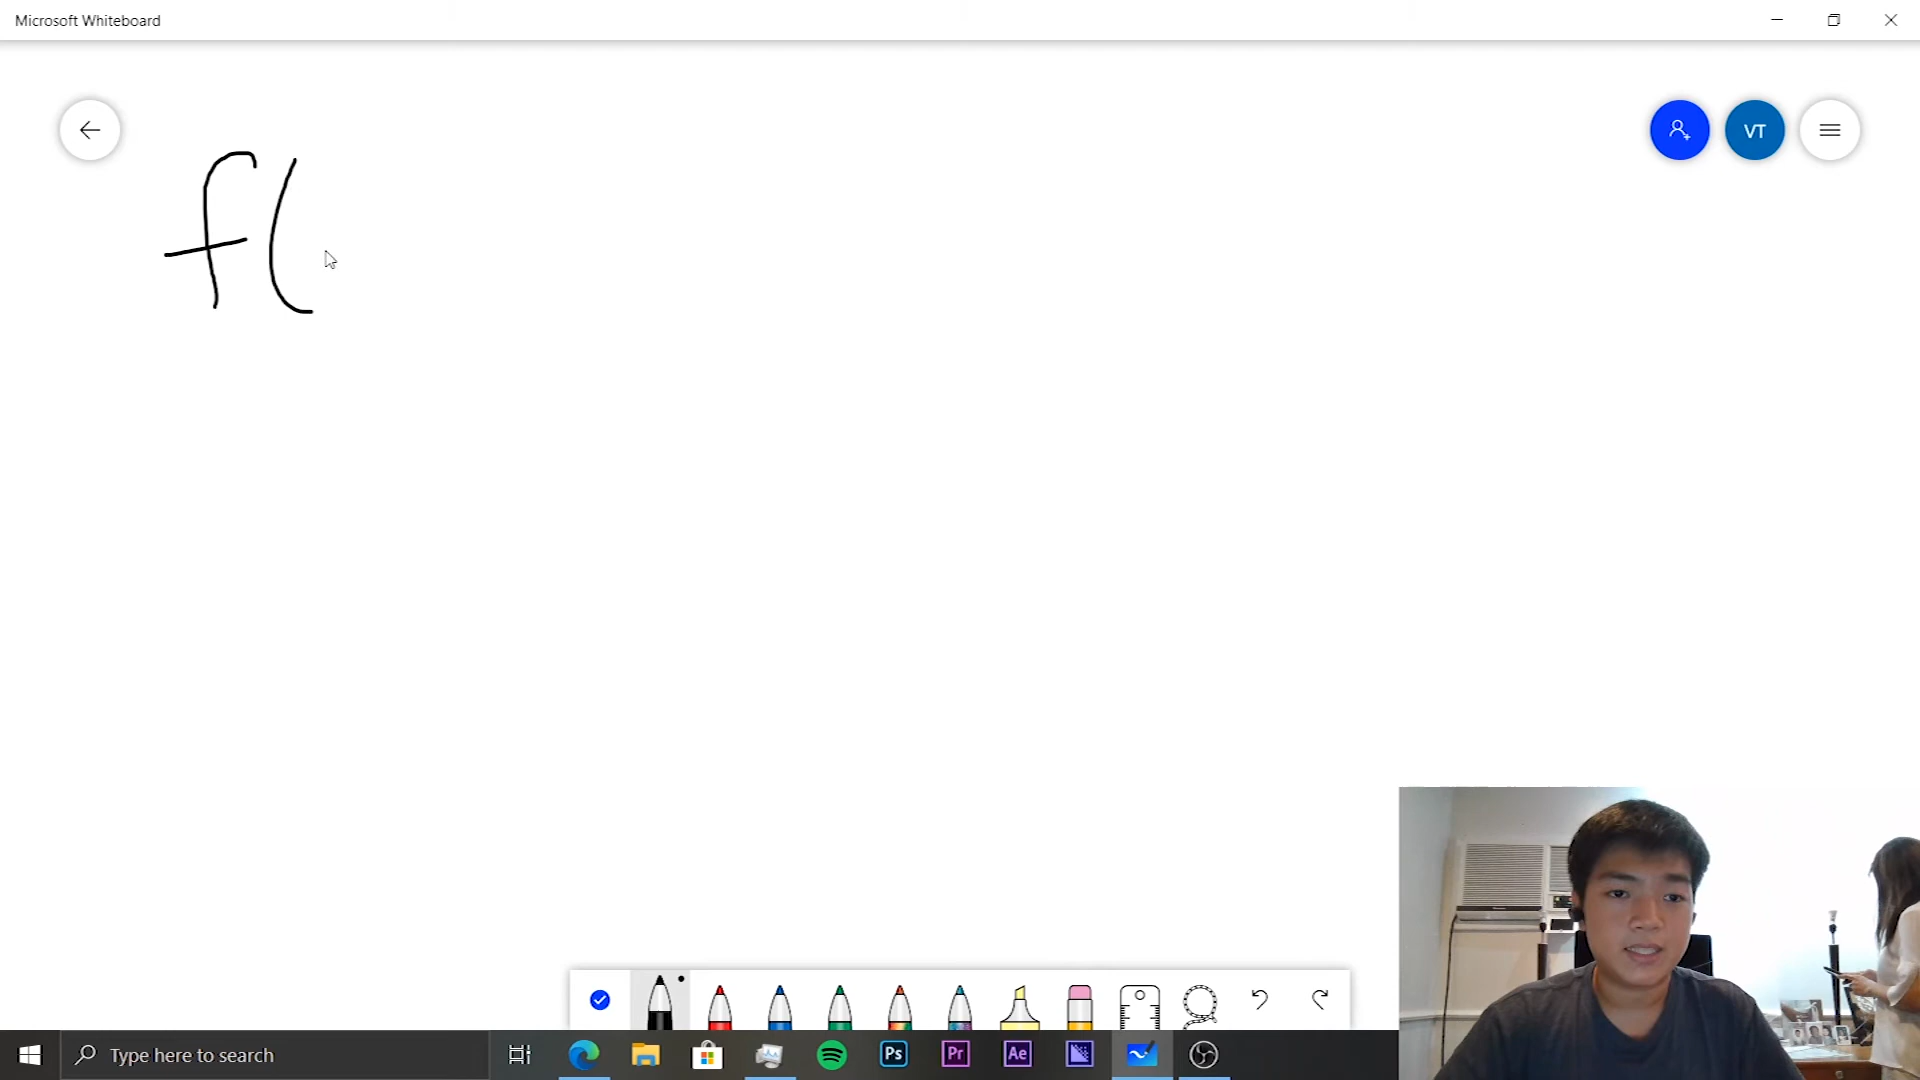 Microsoft Whiteboard
VT
f(
Type here to search
Ps
Pr
Ae